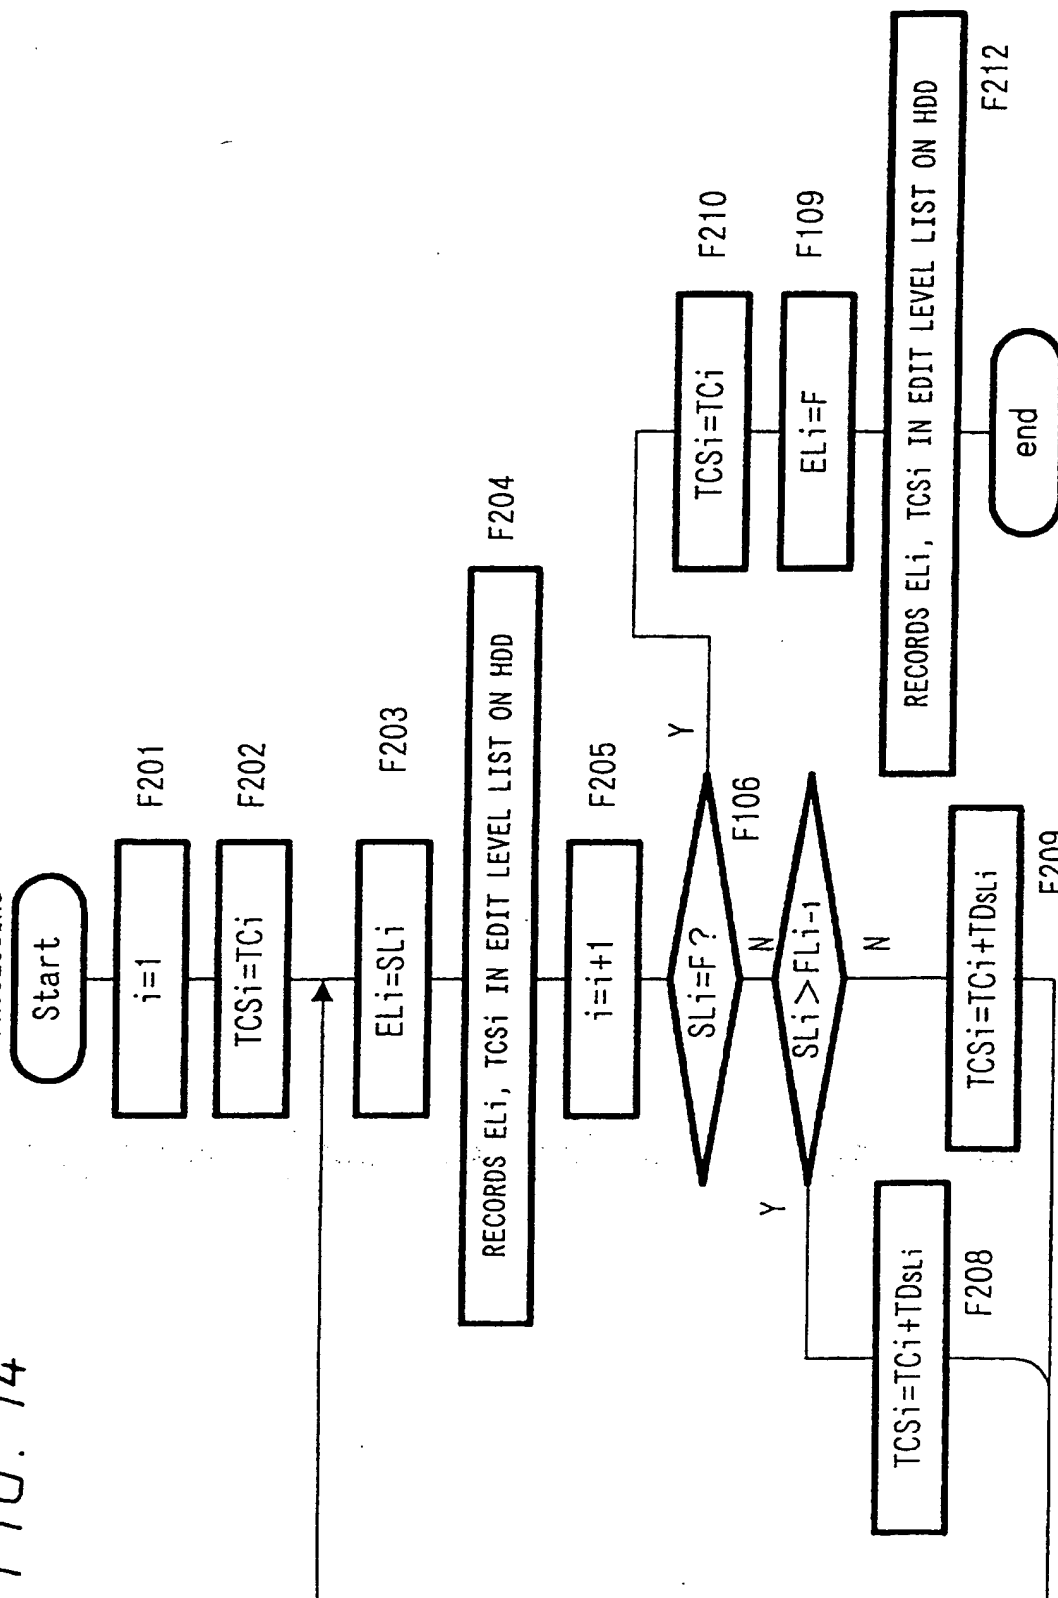 FIG. 14
Start
i=1
F201
TCSi=TCi
F202
ELi=SLi
F203
RECORDS ELi, TCSi IN EDIT LEVEL LIST ON HDD
F204
i=i+1
F205
SLi=F?
F106
Y
N
SLi>FLi-1
Y
N
TCSi=TCi+TDSLi
F208
TCSi=TCi+TDSLi
F209
TCSi=TCi
F210
ELi=F
F109
RECORDS ELi, TCSi IN EDIT LEVEL LIST ON HDD
F212
end